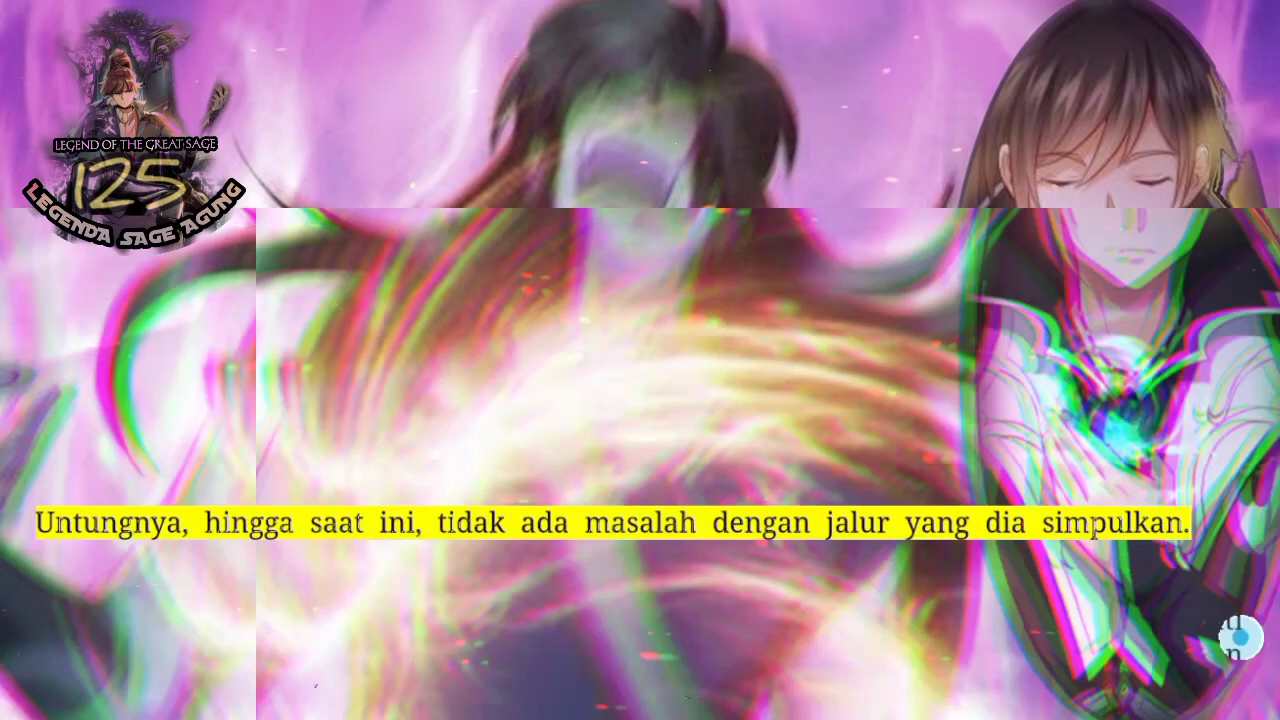 LEGEND OF THE GREAT SAGE
125
LEGENDA SAGE AGUNG
Untungnya, hingga saat ini, tidak ada masalah dengan jalur yang dia simpulkan.